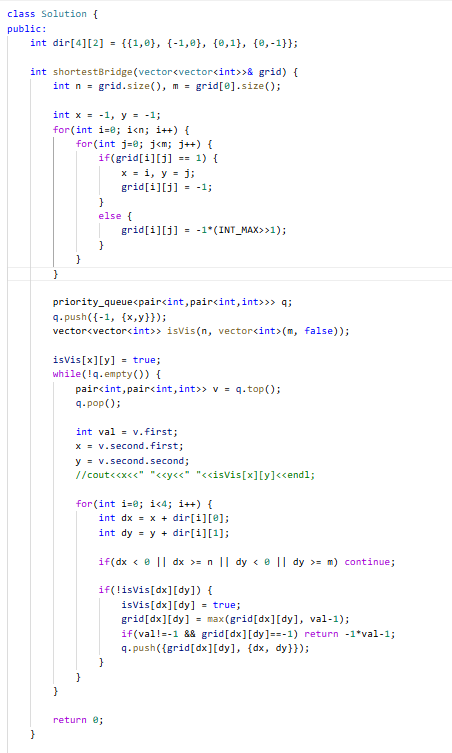 class Solution {
public:
    int dir[4][2] = {{1,0}, {-1,0}, {0,1}, {0,-1}};

    int shortestBridge(vector<vector<int>>& grid) {
        int n = grid.size(), m = grid[0].size();

        int x = -1, y = -1;
        for(int i=0; i<n; i++) {
            for(int j=0; j<m; j++) {
                if(grid[i][j] == 1) {
                    x = i, y = j;
                    grid[i][j] = -1;
                }
                else {
                    grid[i][j] = -1*(INT_MAX>>1);
                }
            }
        }

        priority_queue<pair<int,pair<int,int>>> q;
        q.push({-1, {x,y}});
        vector<vector<int>> isVis(n, vector<int>(m, false));

        isVis[x][y] = true;
        while(!q.empty()) {
            pair<int,pair<int,int>> v = q.top();
            q.pop();

            int val = v.first;
            x = v.second.first;
            y = v.second.second;
            //cout<<x<<" "<<y<<" "<<isVis[x][y]<<endl;

            for(int i=0; i<4; i++) {
                int dx = x + dir[i][0];
                int dy = y + dir[i][1];

                if(dx < 0 || dx >= n || dy < 0 || dy >= m) continue;

                if(!isVis[dx][dy]) {
                    isVis[dx][dy] = true;
                    grid[dx][dy] = max(grid[dx][dy], val-1);
                    if(val!=-1 && grid[dx][dy]==-1) return -1*val-1;
                    q.push({grid[dx][dy], {dx, dy}});
                }
            }
        }

        return 0;
    }